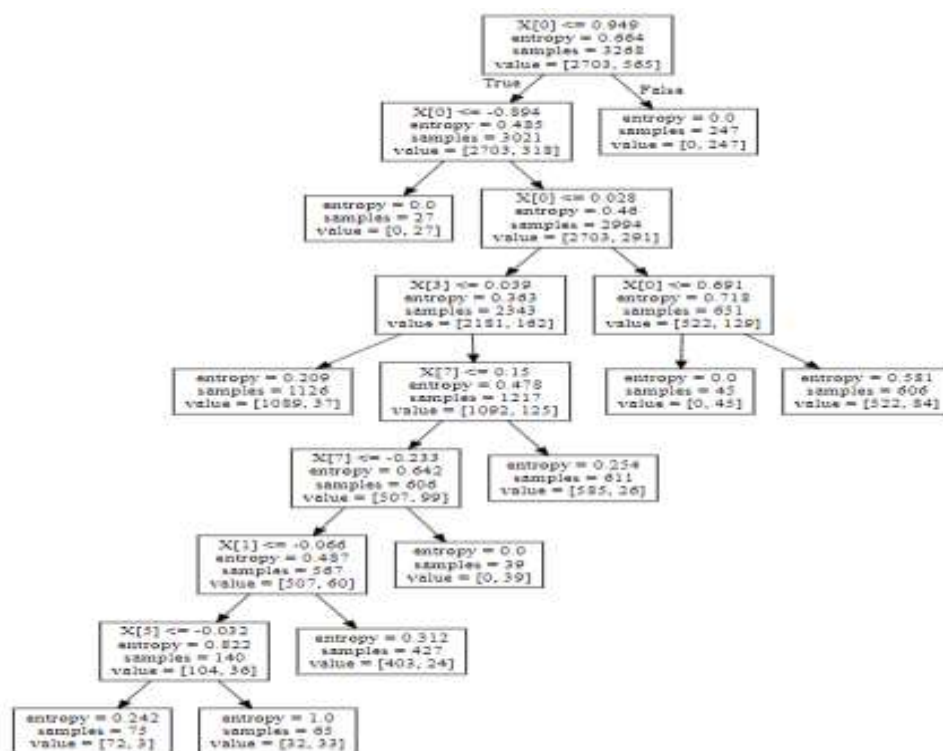 X[0] <= 0.949
entropy = 0.664
samples = 3268
value = [2703, 565]
True
False
X[0] <= -0.894
entropy = 0.485
samples = 3021
value = [2703, 318]
entropy = 0.0
samples = 247
value = [0, 247]
entropy = 0.0
samples = 27
value = [0, 27]
X[0] <= 0.028
entropy = 0.46
samples = 2994
value = [2703, 291]
X[3] <= 0.039
entropy = 0.363
samples = 2343
value = [2181, 162]
X[0] <= 0.691
entropy = 0.718
samples = 651
value = [522, 129]
entropy = 0.209
samples = 1126
value = [1089, 37]
X[7] <= 0.15
entropy = 0.478
samples = 1217
value = [1092, 125]
entropy = 0.0
samples = 45
value = [0, 45]
entropy = 0.581
samples = 606
value = [522, 84]
X[7] <= -0.233
entropy = 0.642
samples = 606
value = [507, 99]
entropy = 0.254
samples = 611
value = [585, 26]
X[1] <= -0.066
entropy = 0.487
samples = 567
value = [507, 60]
entropy = 0.0
samples = 39
value = [0, 39]
X[5] <= -0.032
entropy = 0.822
samples = 140
value = [104, 36]
entropy = 0.312
samples = 427
value = [403, 24]
entropy = 0.242
samples = 75
value = [72, 3]
entropy = 1.0
samples = 65
value = [32, 33]